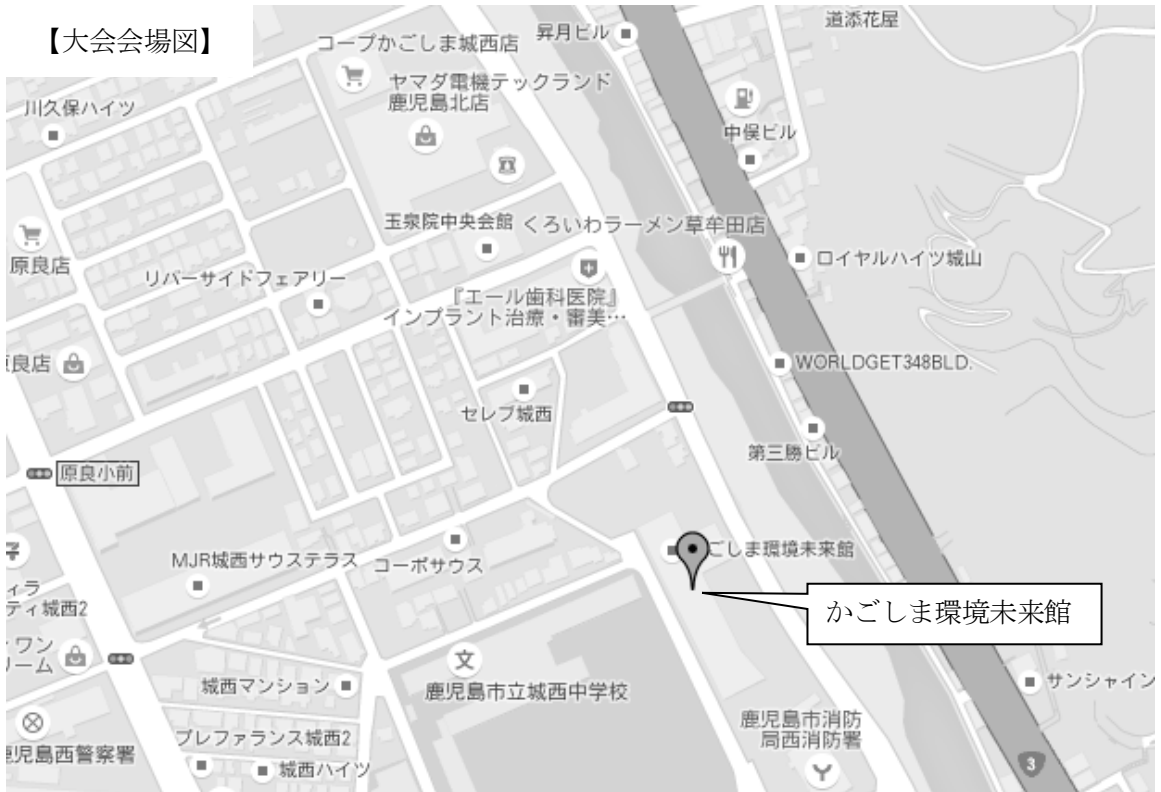 【大会会場図】
道添花屋
昇月ビル
コープかごしま城西店
ヤマダ電機テックランド
鹿児島北店
川久保ハイツ
中俣ビル
玉泉院中央会館
くろいわラーメン草牟田店
原良店
リバーサイドフェアリー
ロイヤルハイツ城山
『エール歯科医院』
インプラント治療・審美…
良店
WORLDGET348BLD.
セレブ城西
第三勝ビル
原良小前
MJR城西サウステラス
コーポサウス
ごしま環境未来館
かごしま環境未来館
ィラ
ティ城西2
ワン
リーム
城西マンション
文
鹿児島市立城西中学校
サンシャイン
鹿児島市消防
局西消防署
児島西警察署
プレファランス城西2
城西ハイツ
3